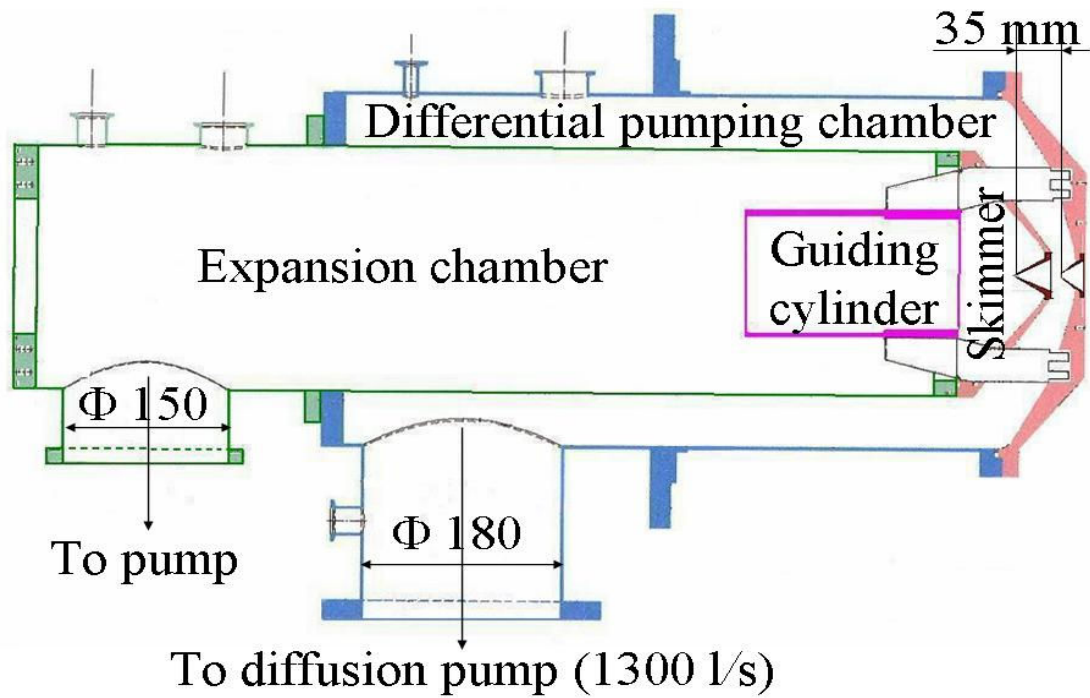 35 mm
Differential pumping chamber
Expansion chamber
Guiding
cylinder
Skimmer
Φ 150
Φ 180
To pump
To diffusion pump (1300 l/s)